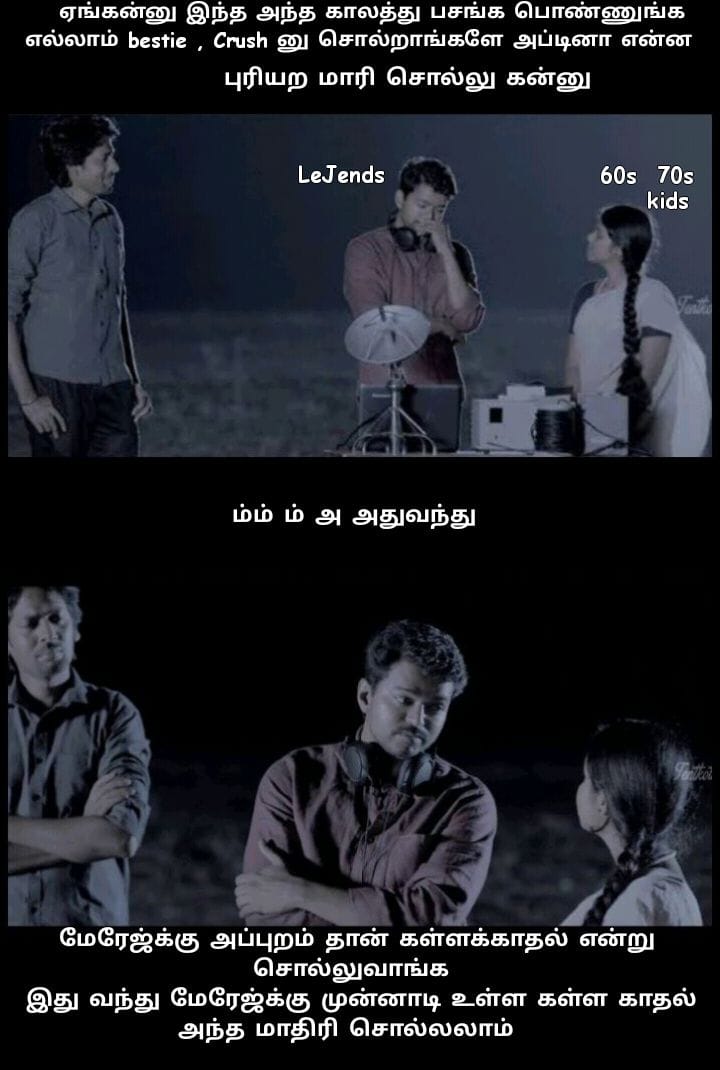 ஏங்கன்னு இந்த அந்த காலத்து பசங்க பொண்ணுங்க
எல்லாம் bestie , Crush னு சொல்றாங்களே அப்டினா என்ன
புரியற மாரி சொல்லு கன்னு
LeJends
60s 70s
kids
ம்ம் ம் அ அதுவந்து
மேரேஜ்க்கு அப்புறம் தான் கள்ளக்காதல் என்று
சொல்லுவாங்க
இது வந்து மேரேஜ்க்கு முன்னாடி உள்ள கள்ள காதல்
அந்த மாதிரி சொல்லலாம்